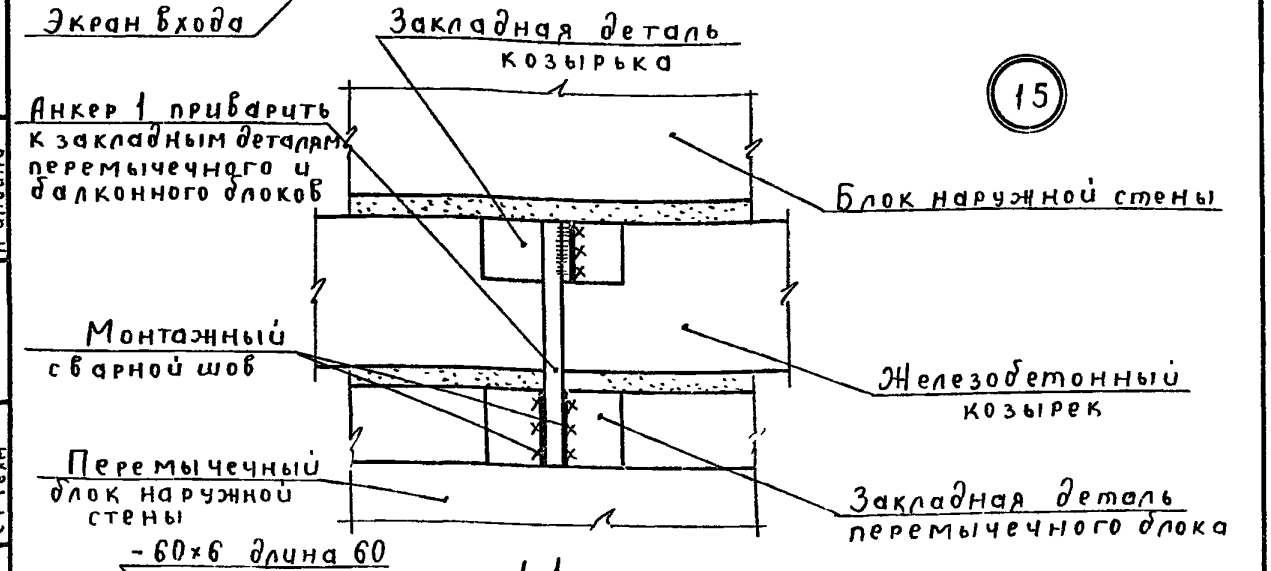 Экран входа
Закладная деталь
козырька
15
Анкер 1 приварить
к закладным деталям
перемычечного и
балконного блоков
Блок наружной стены
Монтажный
сварной шов
Железобетонный
козырек
Перемычечный
блок наружной
стены
Закладная деталь
перемычечного блока
-60×6 длина 60